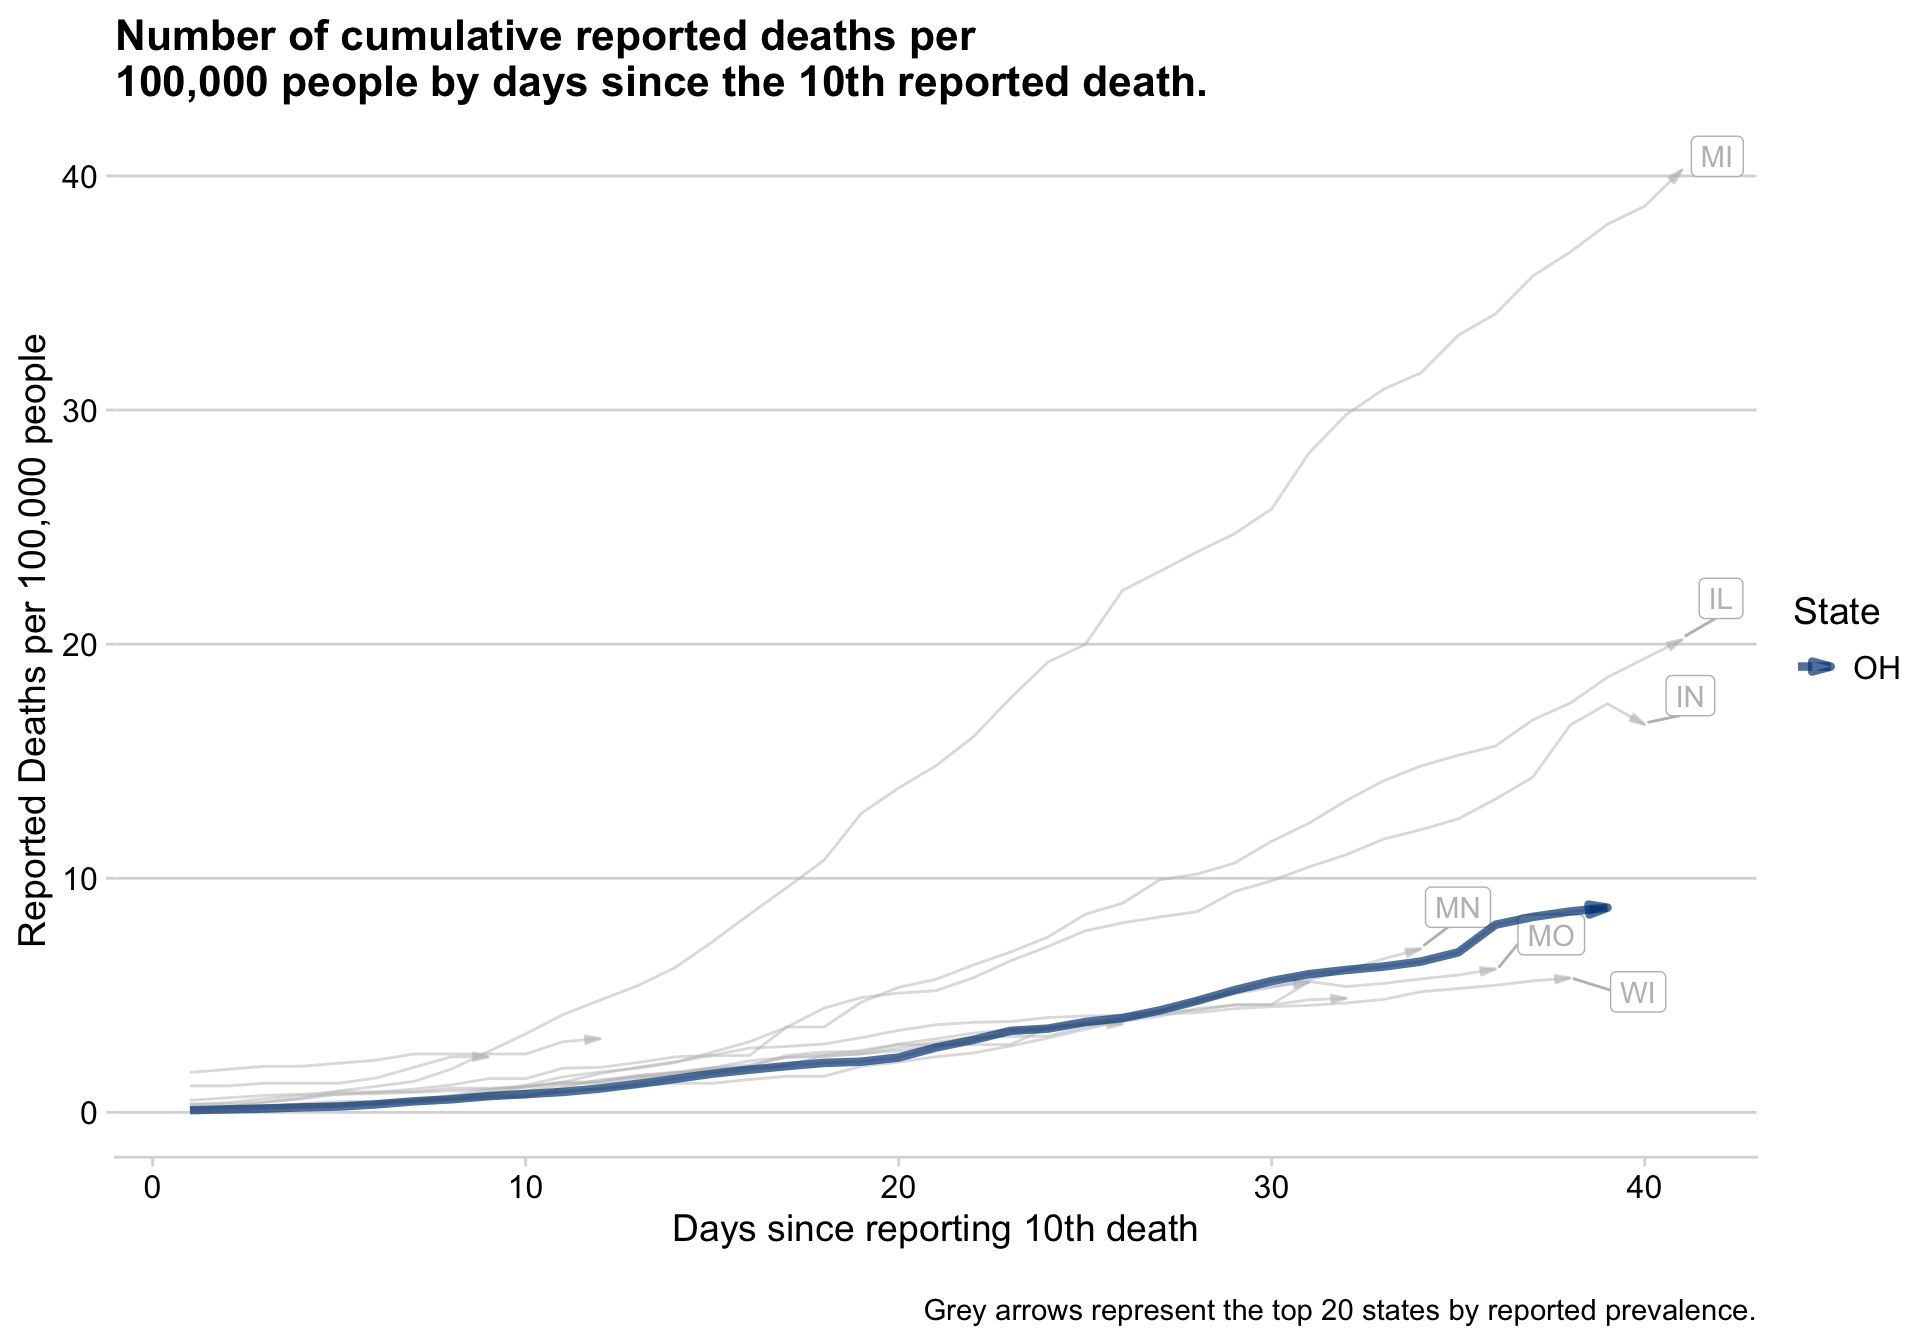 Number of cumulative reported deaths per
100,000 people by days since the 10th reported death.
Reported Deaths per 100,000 people
40
30
20
10
0
MI
IL
IN
MN
MO
WI
State
OH
0
10
20
30
40
Days since reporting 10th death
Grey arrows represent the top 20 states by reported prevalence.